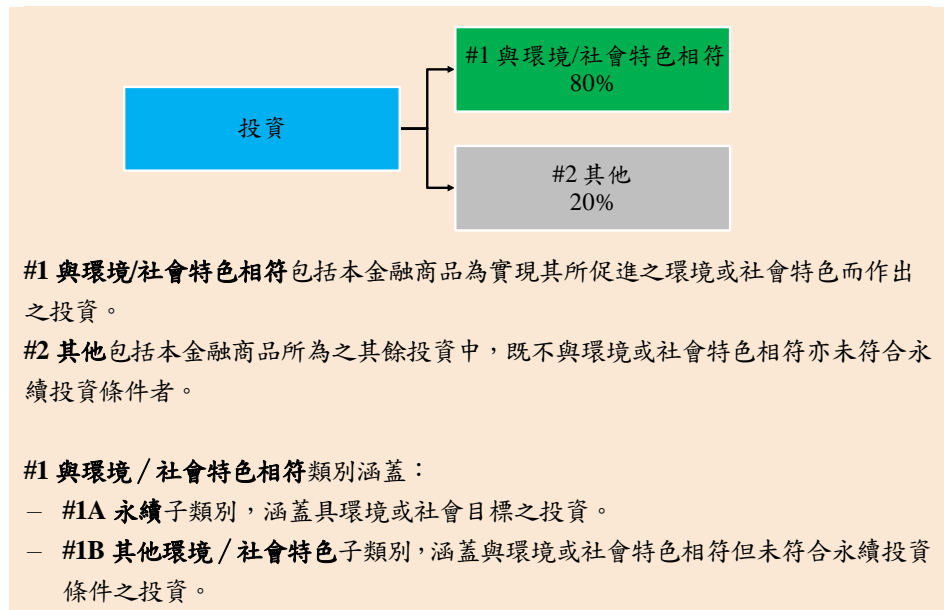 #1 與環境/社會特色相符
80%
投資
#2 其他
20%
#1 與環境/社會特色相符包括本金融商品為實現其所促進之環境或社會特色而作出
之投資。
#2 其他包括本金融商品所為之其餘投資中，既不與環境或社會特色相符亦未符合永
續投資條件者。
#1 與環境／社會特色相符類別涵蓋：
– #1A 永續子類別，涵蓋具環境或社會目標之投資。
– #1B 其他環境／社會特色子類別，涵蓋與環境或社會特色相符但未符合永續投資
條件之投資。